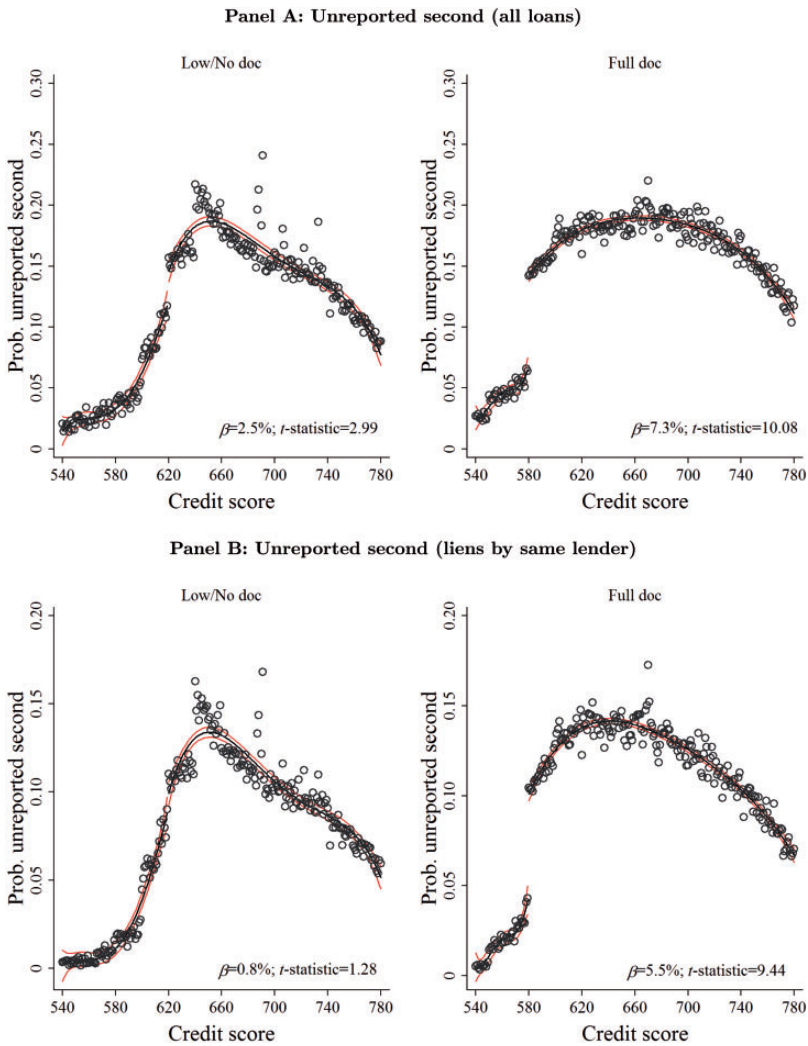 Panel A: Unreported second (all loans)
Low/No doc
Prob. unreported second
0.30
0.25
0.20
0.15
0.10
0.05
0
β=2.5%; t-statistic=2.99
540 580 620 660 700 740 780
Credit score
Full doc
Prob. unreported second
0.30
0.25
0.20
0.15
0.10
0.05
0
β=7.3%; t-statistic=10.08
540 580 620 660 700 740 780
Credit score
Panel B: Unreported second (liens by same lender)
Low/No doc
Prob. unreported second
0.20
0.15
0.10
0.05
0
β=0.8%; t-statistic=1.28
540 580 620 660 700 740 780
Credit score
Full doc
Prob. unreported second
0.20
0.15
0.10
0.05
0
β=5.5%; t-statistic=9.44
540 580 620 660 700 740 780
Credit score